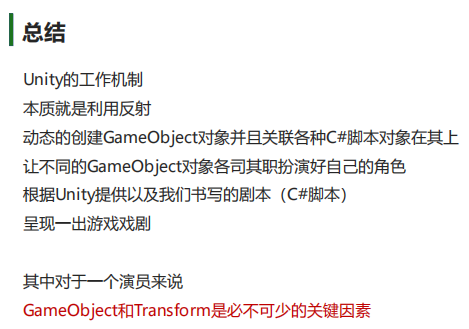 总结
Unity的工作机制
本质就是利用反射
动态的创建GameObject对象并且关联各种C#脚本对象在其上
让不同的GameObject对象各司其职扮演好自己的角色
根据Unity提供以及我们书写的剧本（C#脚本）
呈现一出游戏戏剧
其中对于一个演员来说
GameObject和Transform是必不可少的关键因素